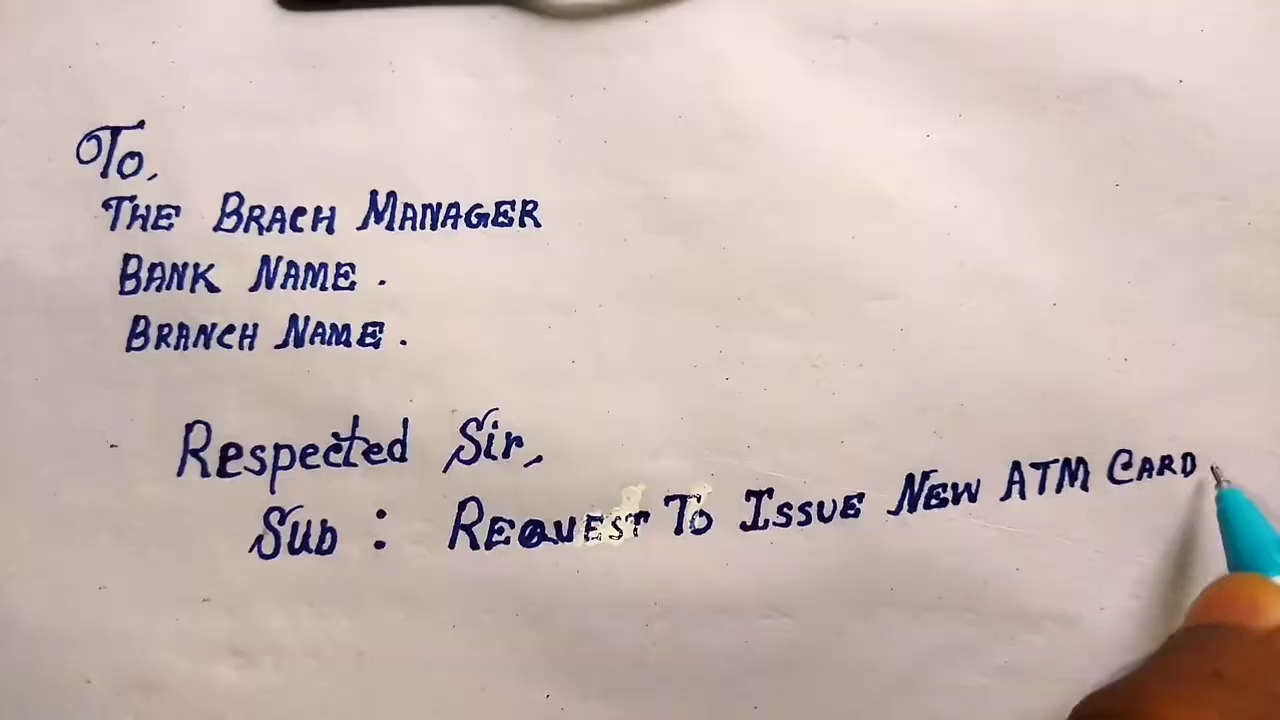 To,
THE BRACH MANAGER
BANK NAME .
BRANCH NAME .
Respected Sir,
Sub : REQUEST TO ISSUE NEW ATM CARD